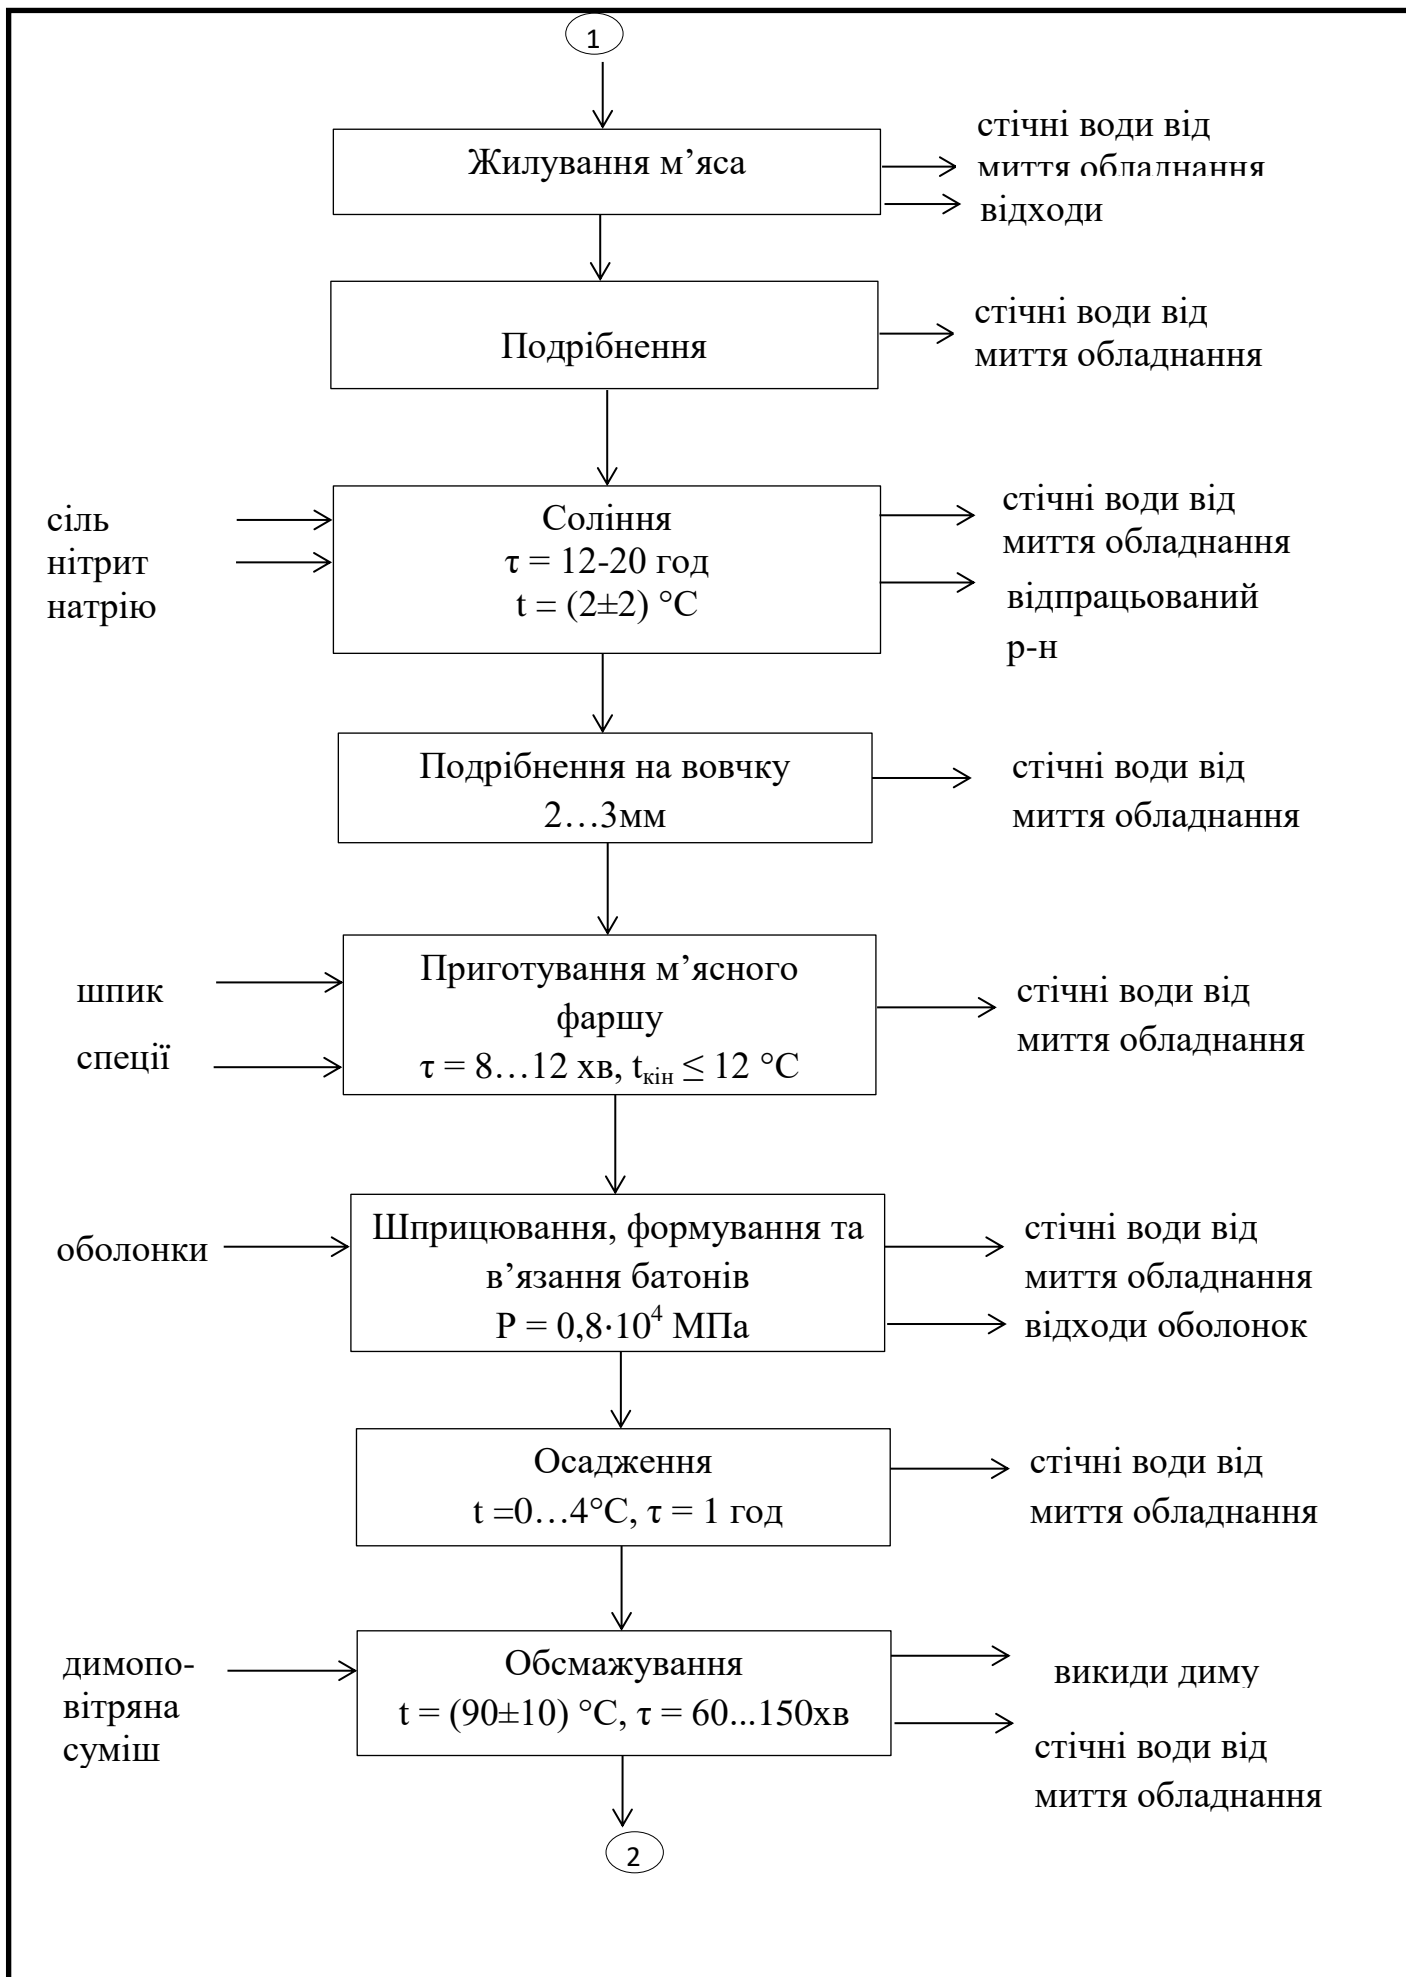 1
Жилування м’яса
стічні води від
миття обладнання
відходи
Подрібнення
стічні води від
миття обладнання
сіль
нітрит
натрію
Соління
τ = 12-20 год
t = (2±2) °C
стічні води від
миття обладнання
відпрацьований
р-н
Подрібнення на вовчку
2…3мм
стічні води від
миття обладнання
шпик
спеції
Приготування м’ясного
фаршу
τ = 8…12 хв, tкін ≤ 12 °C
стічні води від
миття обладнання
оболонки
Шприцювання, формування та
в’язання батонів
Р = 0,8·10⁴ МПа
стічні води від
миття обладнання
відходи оболонок
Осадження
t =0…4°C, τ = 1 год
стічні води від
миття обладнання
димопо-
вітряна
суміш
Обсмажування
t = (90±10) °C, τ = 60...150хв
викиди диму
стічні води від
миття обладнання
2